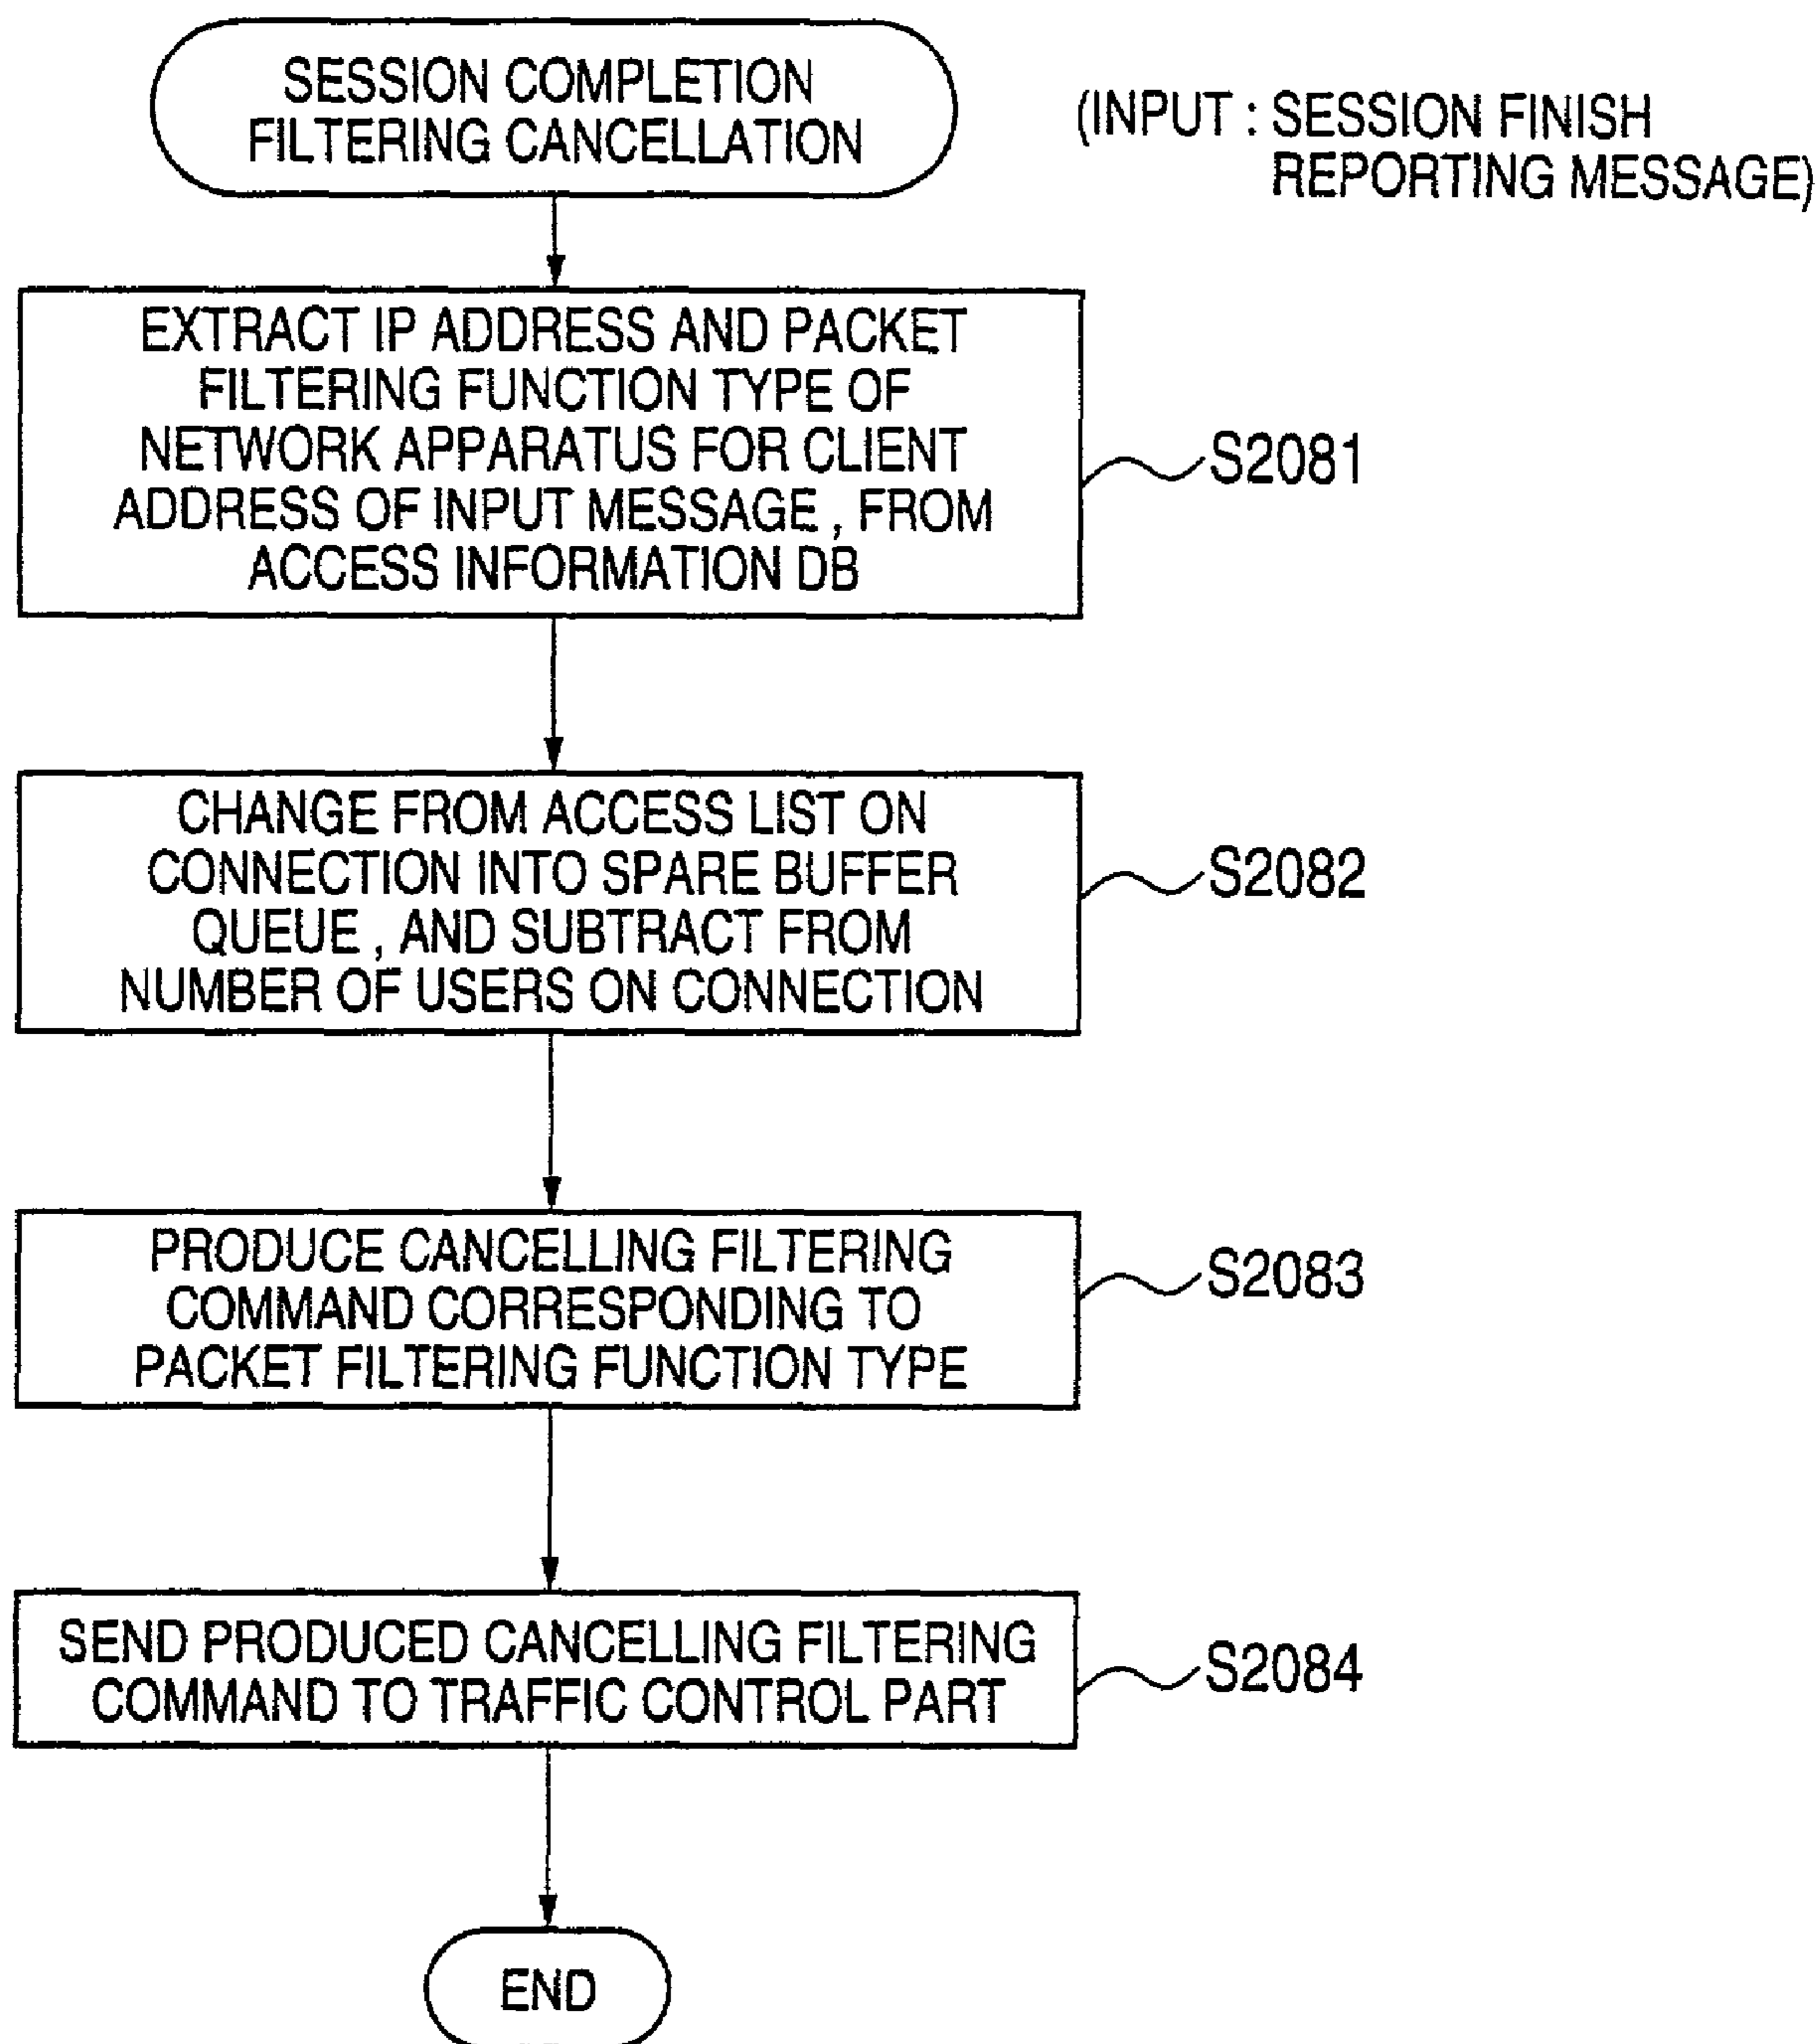 SESSION COMPLETION
FILTERING CANCELLATION
(INPUT : SESSION FINISH
REPORTING MESSAGE)
EXTRACT IP ADDRESS AND PACKET
FILTERING FUNCTION TYPE OF
NETWORK APPARATUS FOR CLIENT
ADDRESS OF INPUT MESSAGE , FROM
ACCESS INFORMATION DB
S2081
CHANGE FROM ACCESS LIST ON
CONNECTION INTO SPARE BUFFER
QUEUE , AND SUBTRACT FROM
NUMBER OF USERS ON CONNECTION
S2082
PRODUCE CANCELLING FILTERING
COMMAND CORRESPONDING TO
PACKET FILTERING FUNCTION TYPE
S2083
SEND PRODUCED CANCELLING FILTERING
COMMAND TO TRAFFIC CONTROL PART
S2084
END